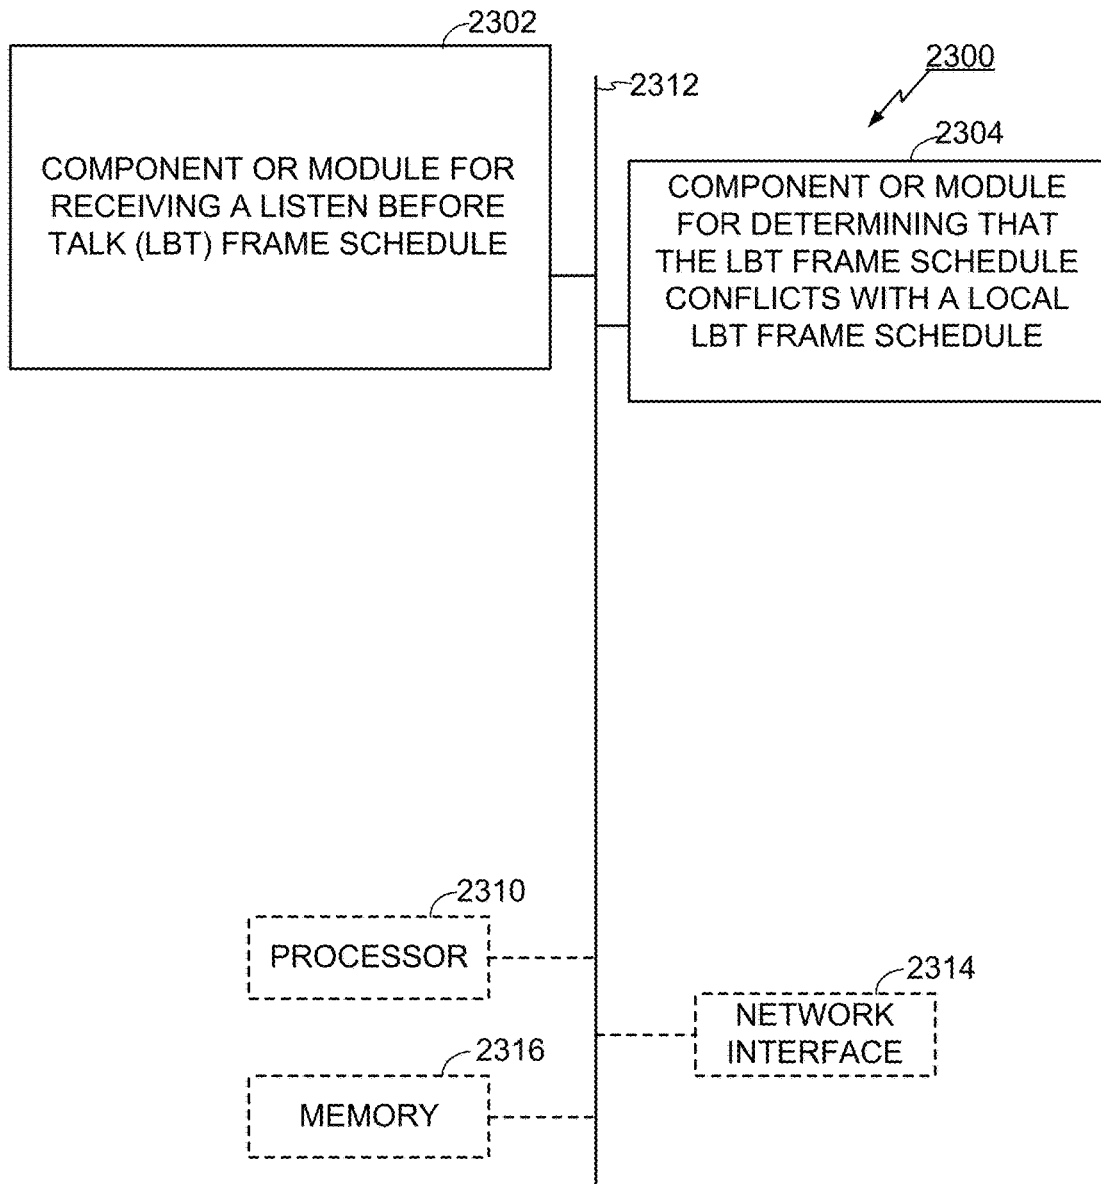 2302
2312
2300
2304
COMPONENT OR MODULE FOR
RECEIVING A LISTEN BEFORE
TALK (LBT) FRAME SCHEDULE
COMPONENT OR MODULE
FOR DETERMINING THAT
THE LBT FRAME SCHEDULE
CONFLICTS WITH A LOCAL
LBT FRAME SCHEDULE
2310
PROCESSOR
2314
NETWORK
INTERFACE
2316
MEMORY